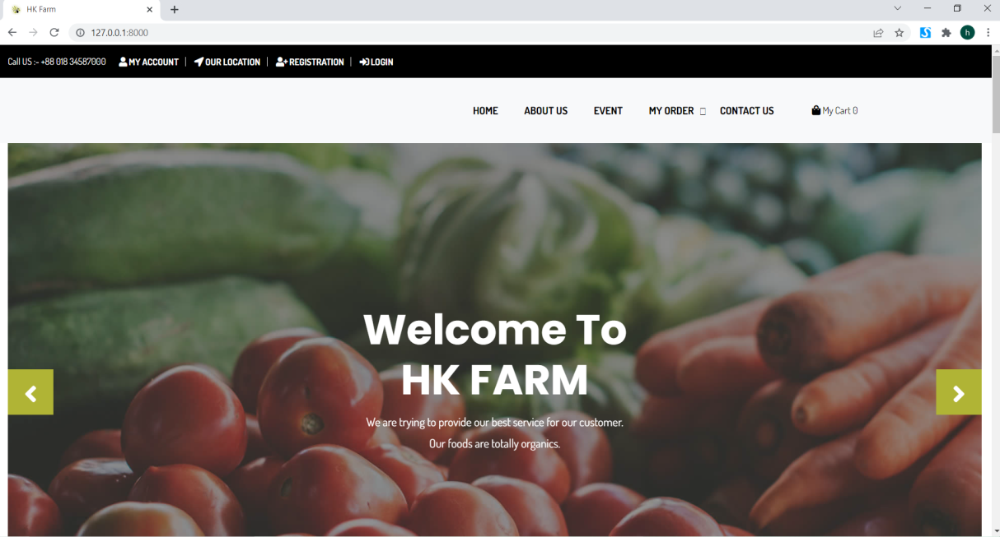 HK Farm
127.0.0.1:8000
h
Call US :- +88 018 34587000 MY ACCOUNT | OUR LOCATION | REGISTRATION | LOGIN
HOME ABOUT US EVENT MY ORDER CONTACT US My Cart 0
Welcome To
HK FARM
We are trying to provide our best service for our customer.
Our foods are totally organics.